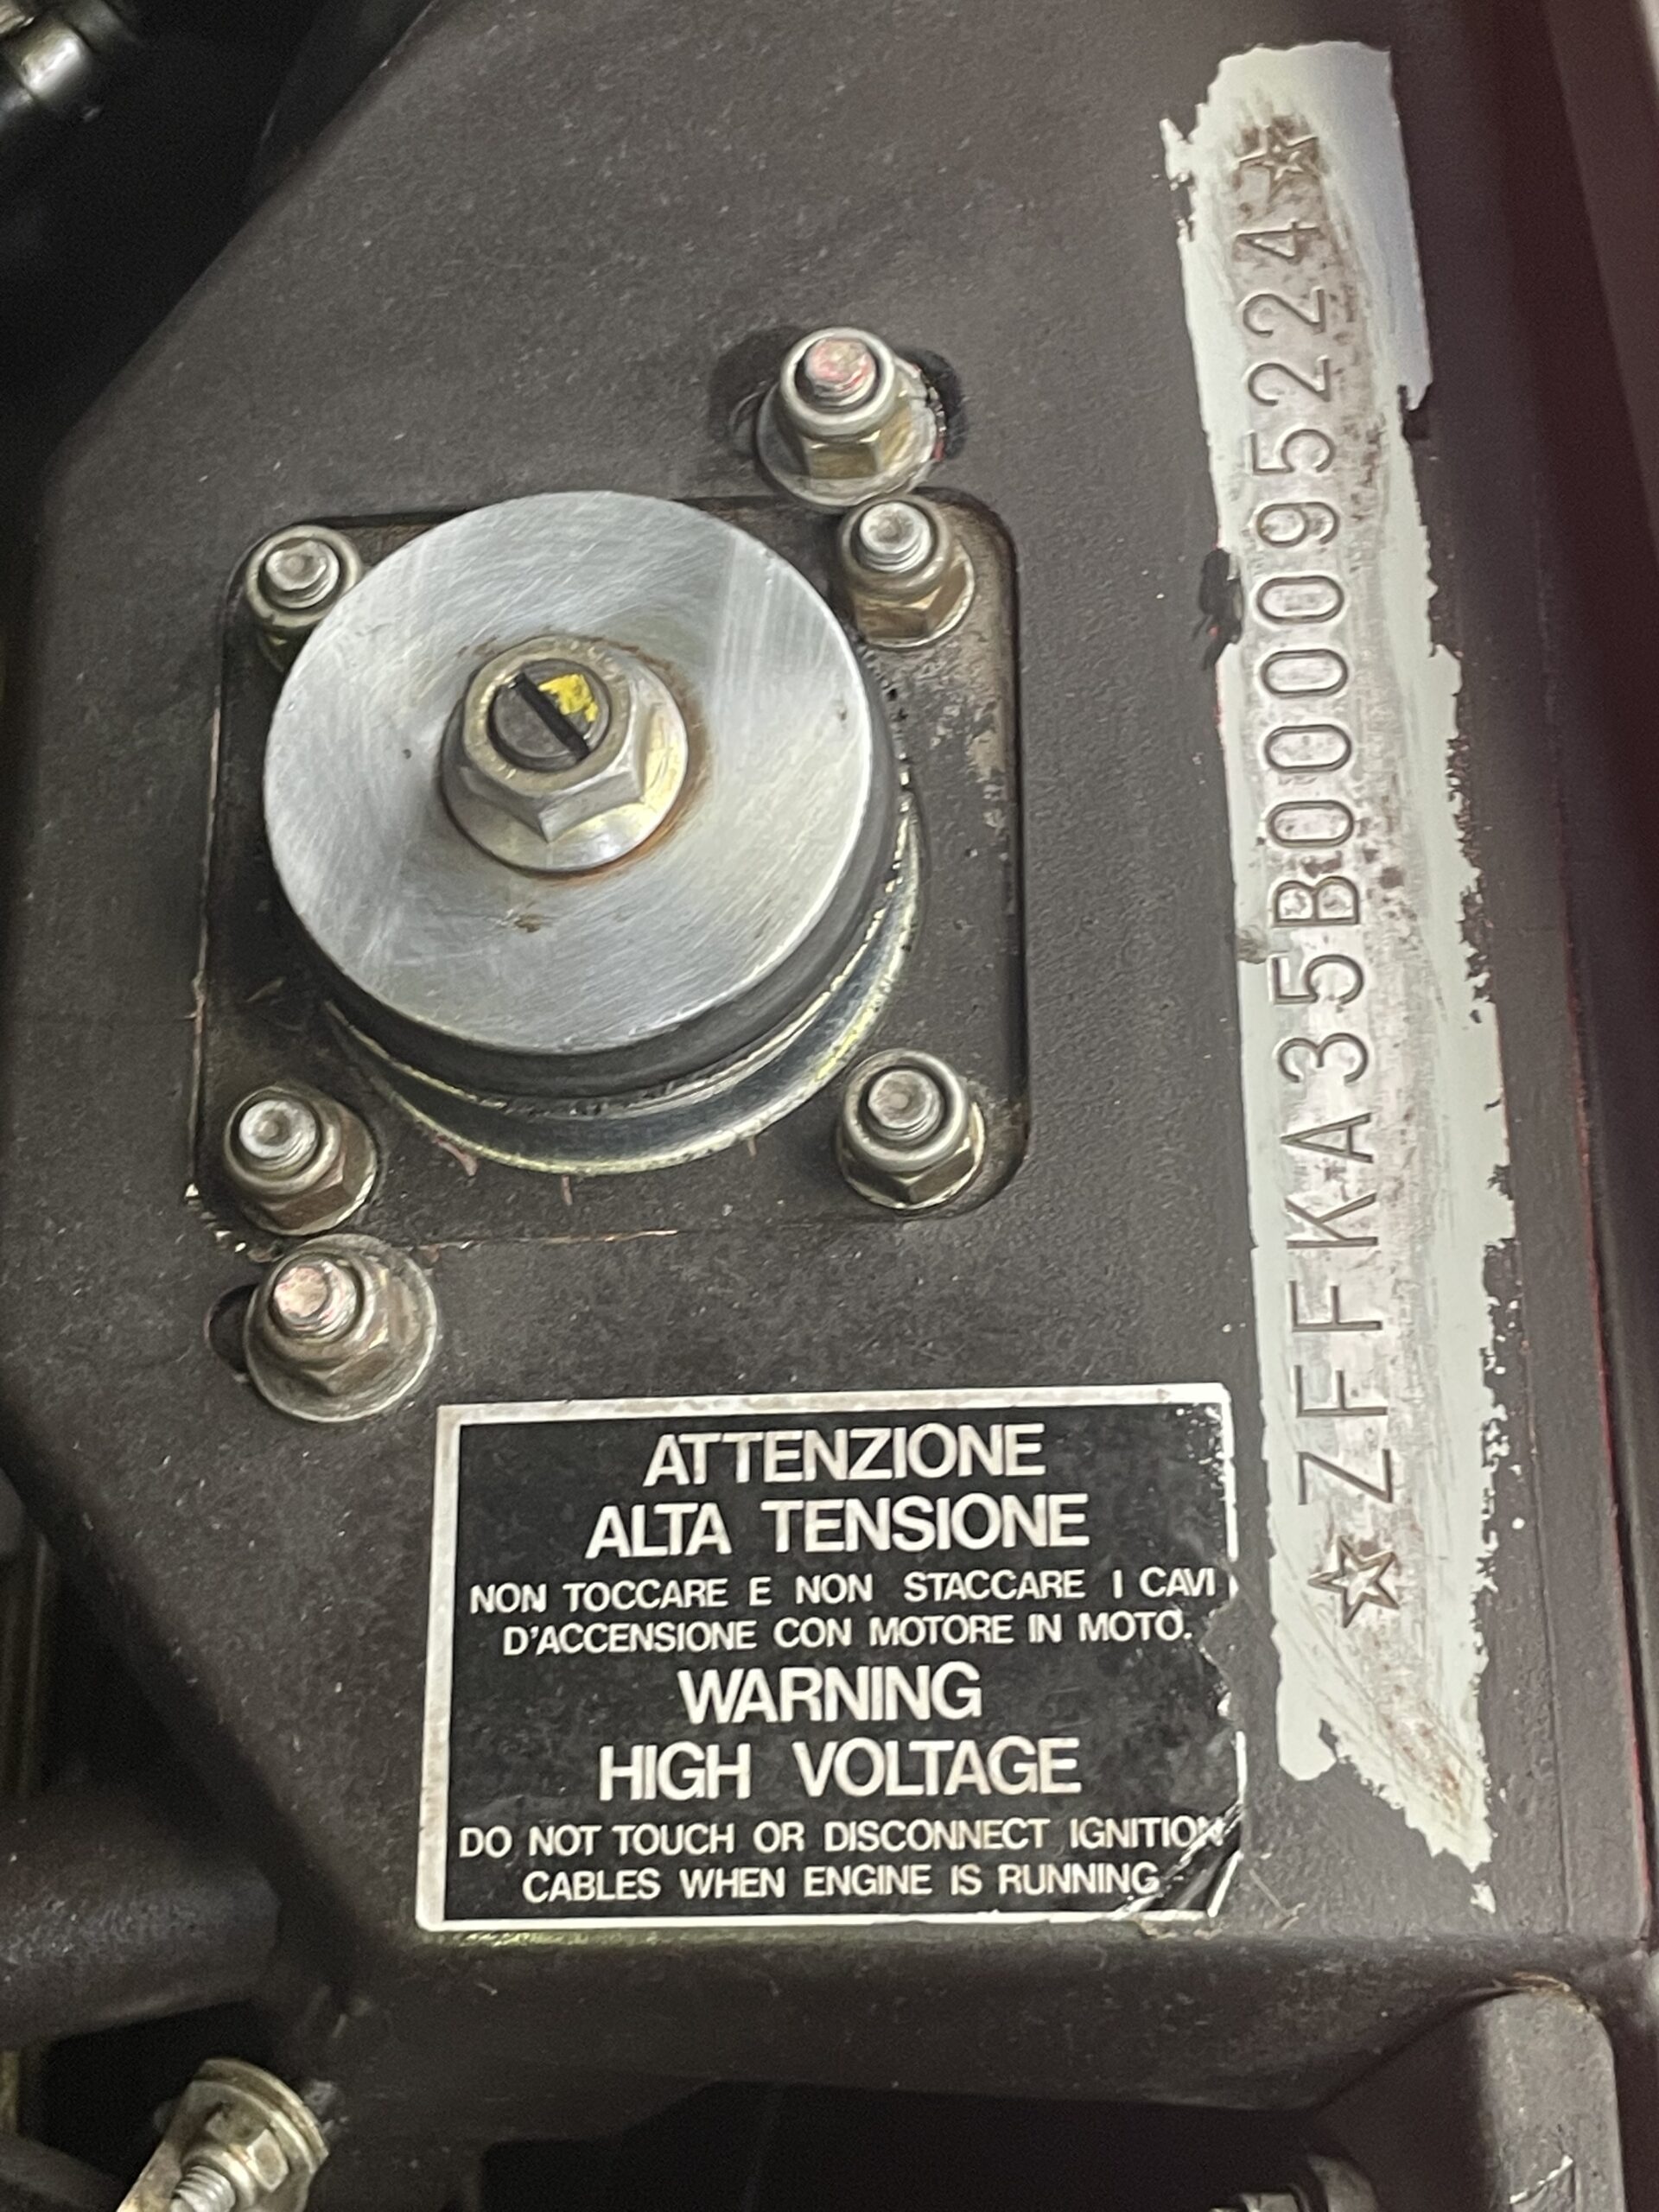 ☆ZFFKA35B000095224☆
ATTENZIONE
ALTA TENSIONE
NON TOCCARE E NON STACCARE I CAVI
D'ACCENSIONE CON MOTORE IN MOTO.
WARNING
HIGH VOLTAGE
DO NOT TOUCH OR DISCONNECT IGNITION
CABLES WHEN ENGINE IS RUNNING